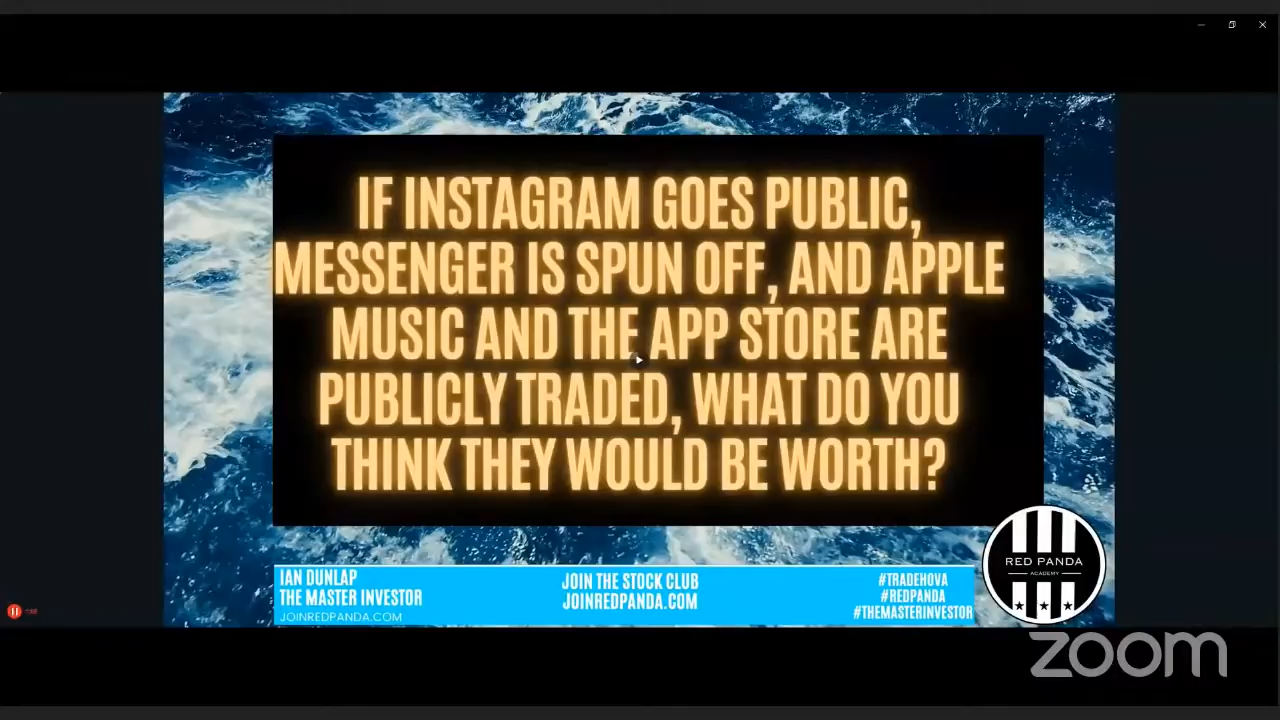 IF INSTAGRAM GOES PUBLIC,
MESSENGER IS SPUN OFF, AND APPLE
MUSIC AND THE APP STORE ARE
PUBLICLY TRADED, WHAT DO YOU
THINK THEY WOULD BE WORTH?
IAN DUNLAP
THE MASTER INVESTOR
JOINREDPANDA.COM
JOIN THE STOCK CLUB
JOINREDPANDA.COM
#TRADEHOVA
#REDPANDA
#THEMASTERINVESTOR
RED PANDA
ACADEMY
zoom